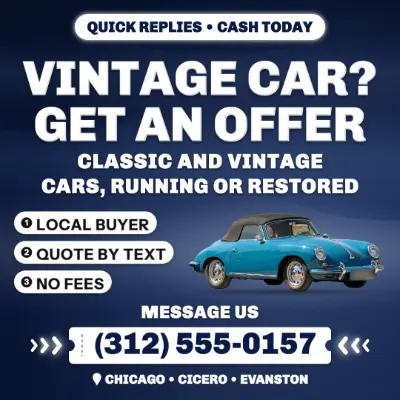 QUICK REPLIES • CASH TODAY
VINTAGE CAR?
GET AN OFFER
CLASSIC AND VINTAGE
CARS, RUNNING OR RESTORED
1 LOCAL BUYER
2 QUOTE BY TEXT
3 NO FEES
MESSAGE US
(312) 555-0157
CHICAGO • CICERO • EVANSTON